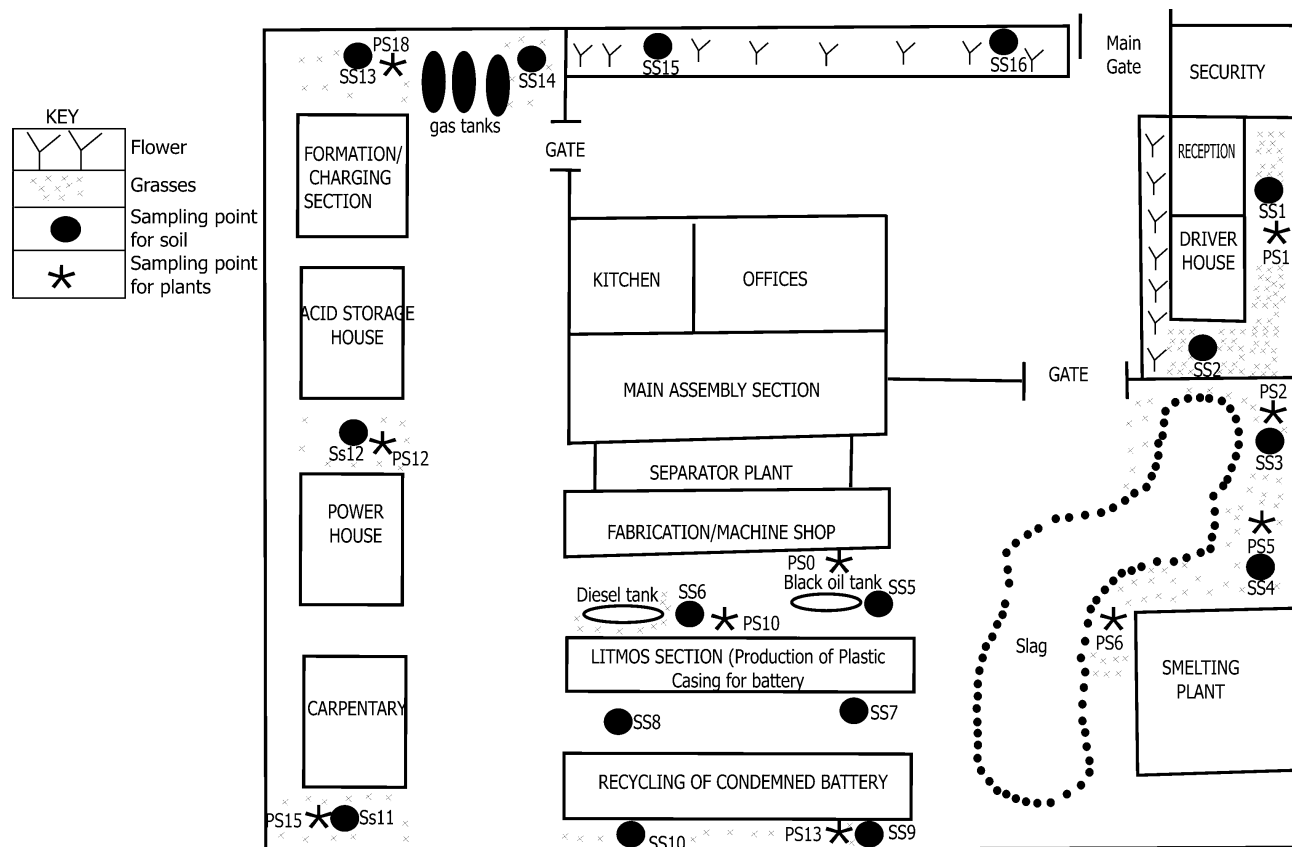 KEY
Flower
Grasses
Sampling point
for soil
Sampling point
for plants
PS18
SS13
SS14
gas tanks
SS15
SS16
Main
Gate
SECURITY
FORMATION/
CHARGING
SECTION
GATE
RECEPTION
SS1
PS1
DRIVER
HOUSE
SS2
ACID STORAGE
HOUSE
KITCHEN
OFFICES
MAIN ASSEMBLY SECTION
GATE
PS2
SS3
Ss12
PS12
SEPARATOR PLANT
POWER
HOUSE
FABRICATION/MACHINE SHOP
PS0
PS5
SS4
Diesel tank
SS6
PS10
Black oil tank
SS5
PS6
Slag
LITMOS SECTION (Production of Plastic
Casing for battery
SMELTING
PLANT
CARPENTARY
SS8
SS7
RECYCLING OF CONDEMNED BATTERY
PS15
Ss11
SS10
PS13
SS9